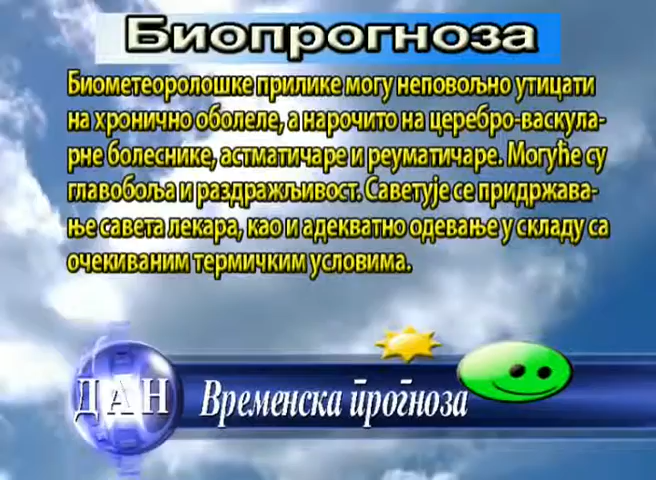 Биопрогноза
Биометеоролошке прилике могу неповољно утицати
на хронично оболеле, а нарочито на церебро-васкула-
рне болеснике, астматичаре и реуматичаре. Могуће су
главобоља и раздражљивост. Саветује се придржава-
ње савета лекара, као и адекватно одевање у складу са
очекиваним термичким условима.
ДАН
Временска прогноза